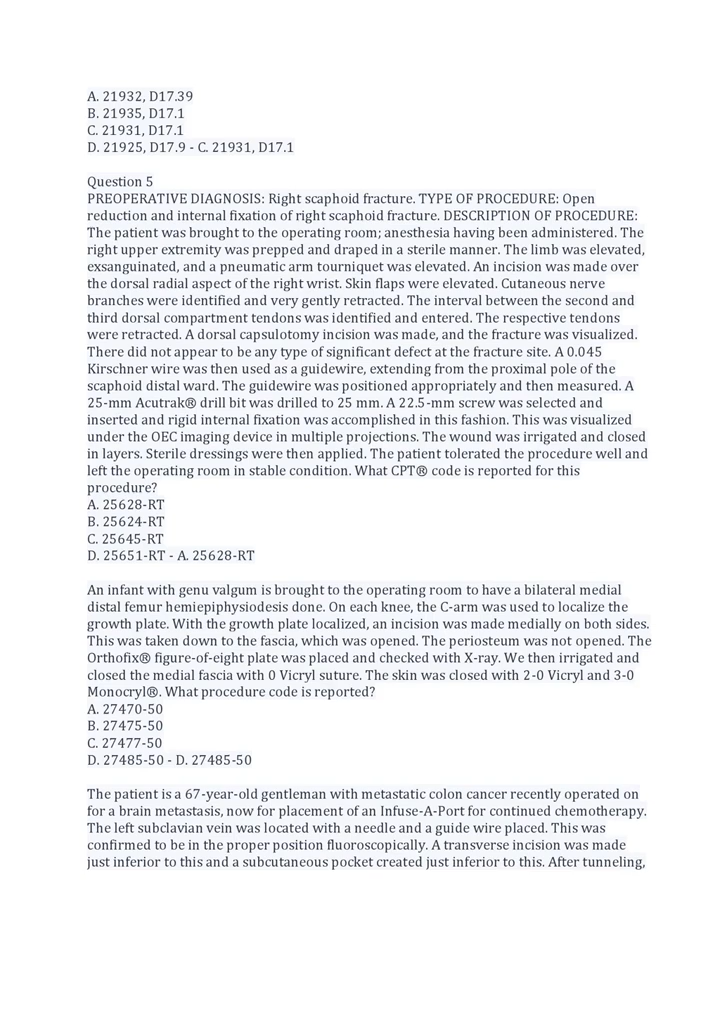 A. 21932, D17.39
B. 21935, D17.1
C. 21931, D17.1
D. 21925, D17.9 - C. 21931, D17.1
Question 5
PREOPERATIVE DIAGNOSIS: Right scaphoid fracture. TYPE OF PROCEDURE: Open
reduction and internal fixation of right scaphoid fracture. DESCRIPTION OF PROCEDURE:
The patient was brought to the operating room; anesthesia having been administered. The
right upper extremity was prepped and draped in a sterile manner. The limb was elevated,
exsanguinated, and a pneumatic arm tourniquet was elevated. An incision was made over
the dorsal radial aspect of the right wrist. Skin flaps were elevated. Cutaneous nerve
branches were identified and very gently retracted. The interval between the second and
third dorsal compartment tendons was identified and entered. The respective tendons
were retracted. A dorsal capsulotomy incision was made, and the fracture was visualized.
There did not appear to be any type of significant defect at the fracture site. A 0.045
Kirschner wire was then used as a guidewire, extending from the proximal pole of the
scaphoid distal ward. The guidewire was positioned appropriately and then measured. A
25-mm Acutrak® drill bit was drilled to 25 mm. A 22.5-mm screw was selected and
inserted and rigid internal fixation was accomplished in this fashion. This was visualized
under the OEC imaging device in multiple projections. The wound was irrigated and closed
in layers. Sterile dressings were then applied. The patient tolerated the procedure well and
left the operating room in stable condition. What CPT® code is reported for this
procedure?
A. 25628-RT
B. 25624-RT
C. 25645-RT
D. 25651-RT - A. 25628-RT
An infant with genu valgum is brought to the operating room to have a bilateral medial
distal femur hemiepiphysiodesis done. On each knee, the C-arm was used to localize the
growth plate. With the growth plate localized, an incision was made medially on both sides.
This was taken down to the fascia, which was opened. The periosteum was not opened. The
Orthofix® figure-of-eight plate was placed and checked with X-ray. We then irrigated and
closed the medial fascia with 0 Vicryl suture. The skin was closed with 2-0 Vicryl and 3-0
Monocryl®. What procedure code is reported?
A. 27470-50
B. 27475-50
C. 27477-50
D. 27485-50 - D. 27485-50
The patient is a 67-year-old gentleman with metastatic colon cancer recently operated on
for a brain metastasis, now for placement of an Infuse-A-Port for continued chemotherapy.
The left subclavian vein was located with a needle and a guide wire placed. This was
confirmed to be in the proper position fluoroscopically. A transverse incision was made
just inferior to this and a subcutaneous pocket created just inferior to this. After tunneling,